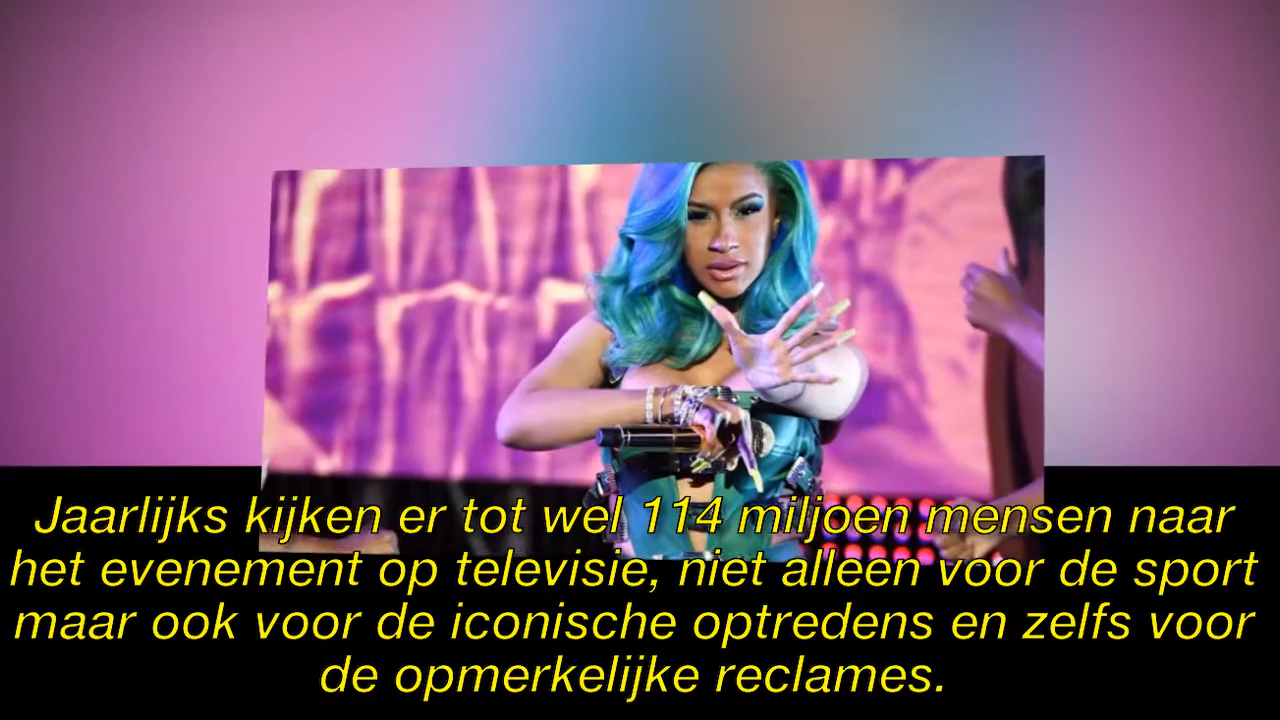 Jaarlijks kijken er tot wel 114 miljoen mensen naar
het evenement op televisie, niet alleen voor de sport
maar ook voor de iconische optredens en zelfs voor
de opmerkelijke reclames.